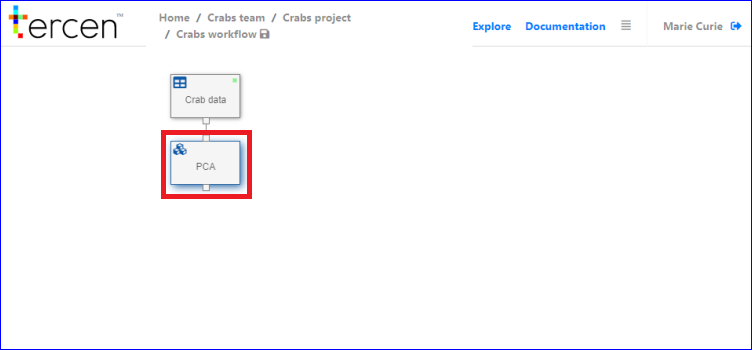 tercen™
Home / Crabs team / Crabs project
/ Crabs workflow
Explore Documentation Marie Curie
Crab data
PCA